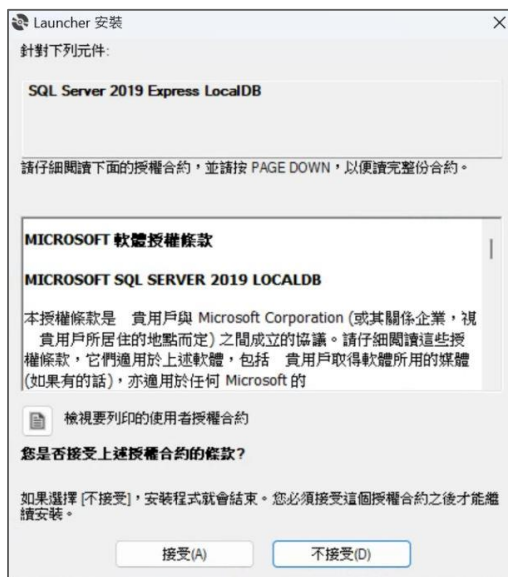 Launcher 安裝
針對下列元件:
SQL Server 2019 Express LocalDB
請仔細閱讀下面的授權合約，並請按 PAGE DOWN，以便讀完整份合約。
MICROSOFT 軟體授權條款
MICROSOFT SQL SERVER 2019 LOCALDB
本授權條款是　貴用戶與 Microsoft Corporation (或其關係企業，視
貴用戶所居住的地點而定) 之間成立的協議。請仔細閱讀這些授
權條款，它們適用於上述軟體，包括　貴用戶取得軟體所用的媒體
(如果有的話)，亦適用於任何 Microsoft 的
檢視要列印的使用者授權合約
您是否接受上述授權合約的條款?
如果選擇 [不接受]，安裝程式就會結束。您必須接受這個授權合約之後才能繼
續安裝。
接受(A)
不接受(D)